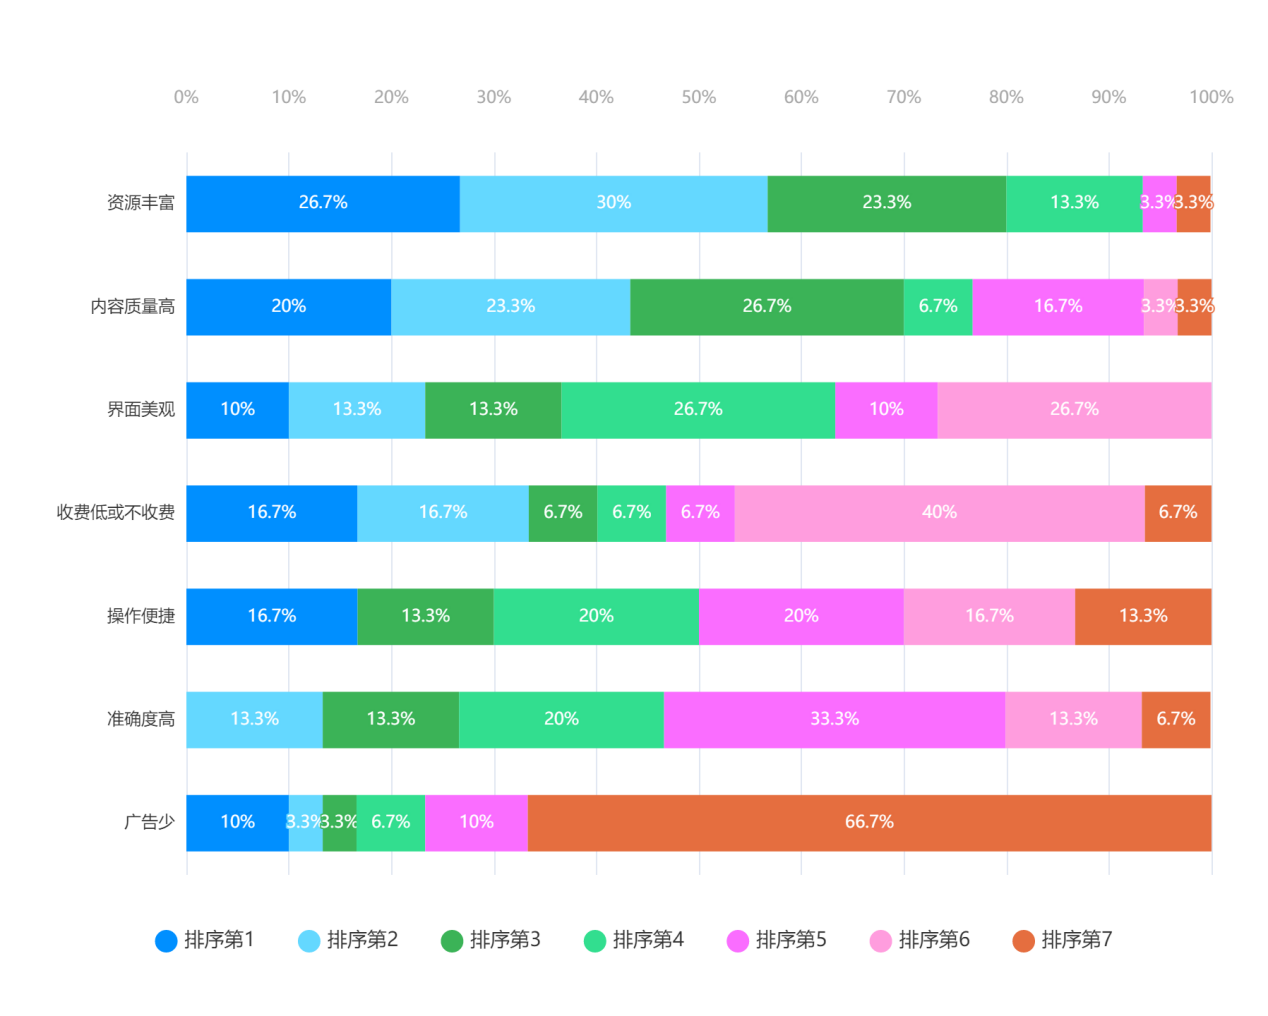 0% 10% 20% 30% 40% 50% 60% 70% 80% 90% 100%
资源丰富 26.7% 30% 23.3% 13.3% 3.3% 3.3%
内容质量高 20% 23.3% 26.7% 6.7% 16.7% 3.3% 3.3%
界面美观 10% 13.3% 13.3% 26.7% 10% 26.7%
收费低或不收费 16.7% 16.7% 6.7% 6.7% 6.7% 40% 6.7%
操作便捷 16.7% 13.3% 20% 20% 16.7% 13.3%
准确度高 13.3% 13.3% 20% 33.3% 13.3% 6.7%
广告少 10% 3.3% 3.3% 6.7% 10% 66.7%
排序第1 排序第2 排序第3 排序第4 排序第5 排序第6 排序第7